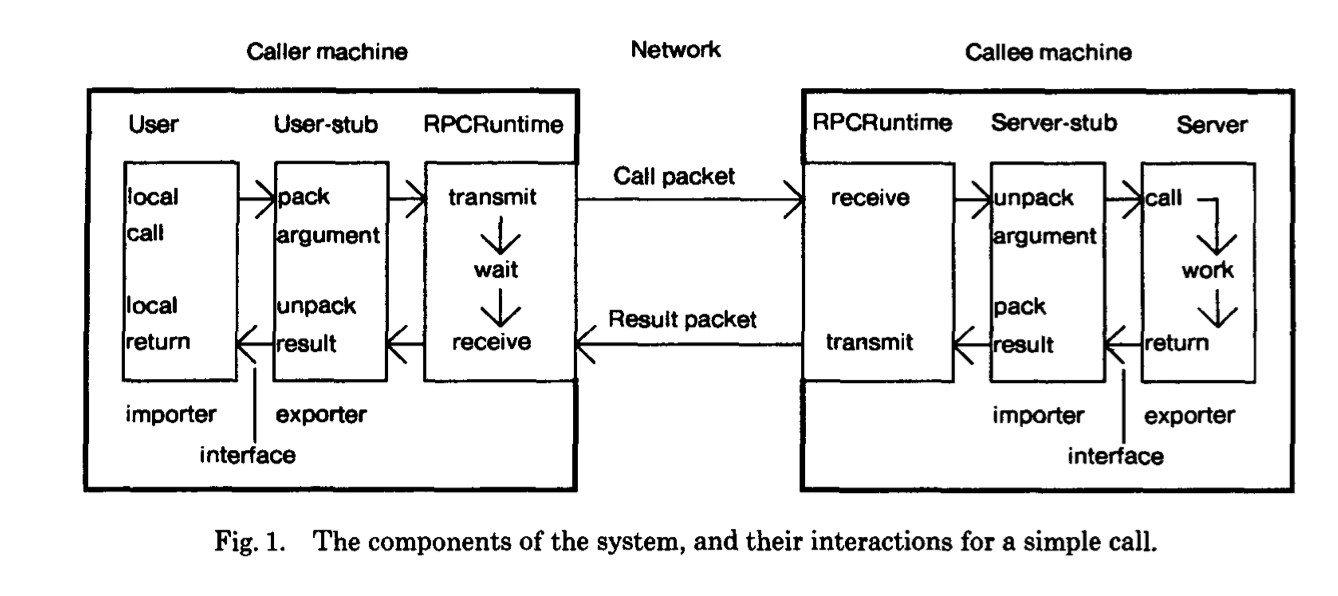 Caller machine Network Callee machine
User User-stub RPCRuntime RPCRuntime Server-stub Server
Call packet
local pack transmit receive unpack call
call argument argument
wait work
local unpack pack
Result packet
return result receive transmit result return
importer exporter importer exporter
interface interface
Fig. 1. The components of the system, and their interactions for a simple call.